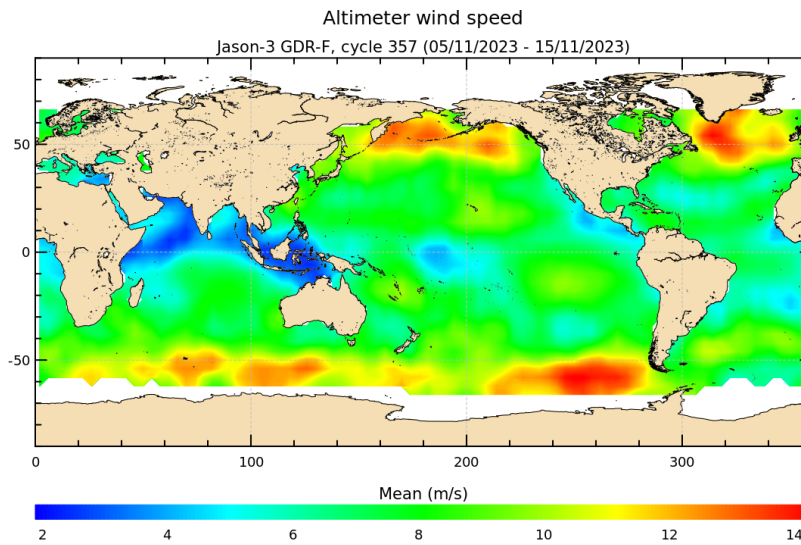 Altimeter wind speed
Jason-3 GDR-F, cycle 357 (05/11/2023 - 15/11/2023)
50
0
-50
0 100 200 300
Mean (m/s)
2 4 6 8 10 12 14